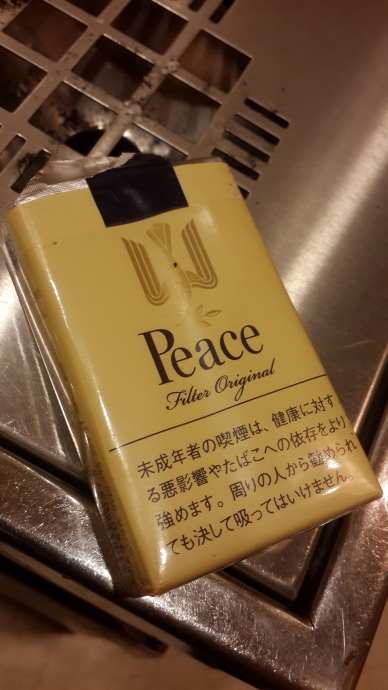 Peace
Filter Original
未成年者の喫煙は、健康に対す
る悪影響やたばこへの依存をより
強めます。周りの人から勧められ
ても決して吸ってはいけません。